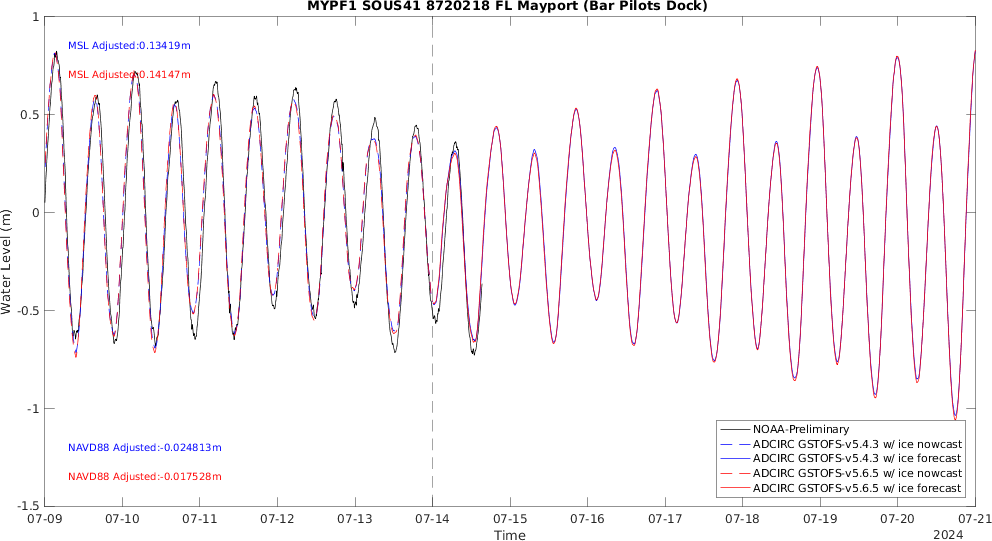 MYPF1 SOUS41 8720218 FL Mayport (Bar Pilots Dock)
MSL Adjusted:0.13419m
MSL Adjusted:0.14147m
NAVD88 Adjusted:-0.024813m
NAVD88 Adjusted:-0.017528m
Water Level (m)
1
0.5
0
-0.5
-1
-1.5
NOAA-Preliminary
ADCIRC GSTOFS-v5.4.3 w/ ice nowcast
ADCIRC GSTOFS-v5.4.3 w/ ice forecast
ADCIRC GSTOFS-v5.6.5 w/ ice nowcast
ADCIRC GSTOFS-v5.6.5 w/ ice forecast
07-09 07-10 07-11 07-12 07-13 07-14 07-15 07-16 07-17 07-18 07-19 07-20 07-21
Time
2024